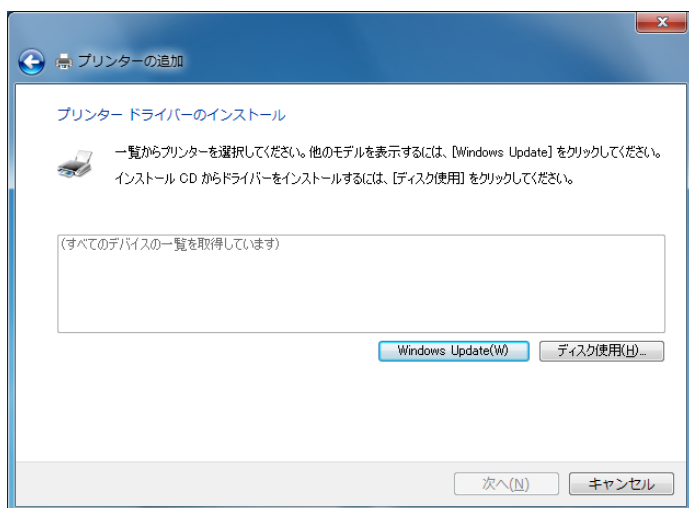 プリンターの追加
プリンター ドライバーのインストール
一覧からプリンターを選択してください。他のモデルを表示するには、[Windows Update] をクリックしてください。
インストール CD からドライバーをインストールするには、[ディスク使用] をクリックしてください。
(すべてのデバイスの一覧を取得しています)
Windows Update(W) ディスク使用(H)...
次へ(N) キャンセル